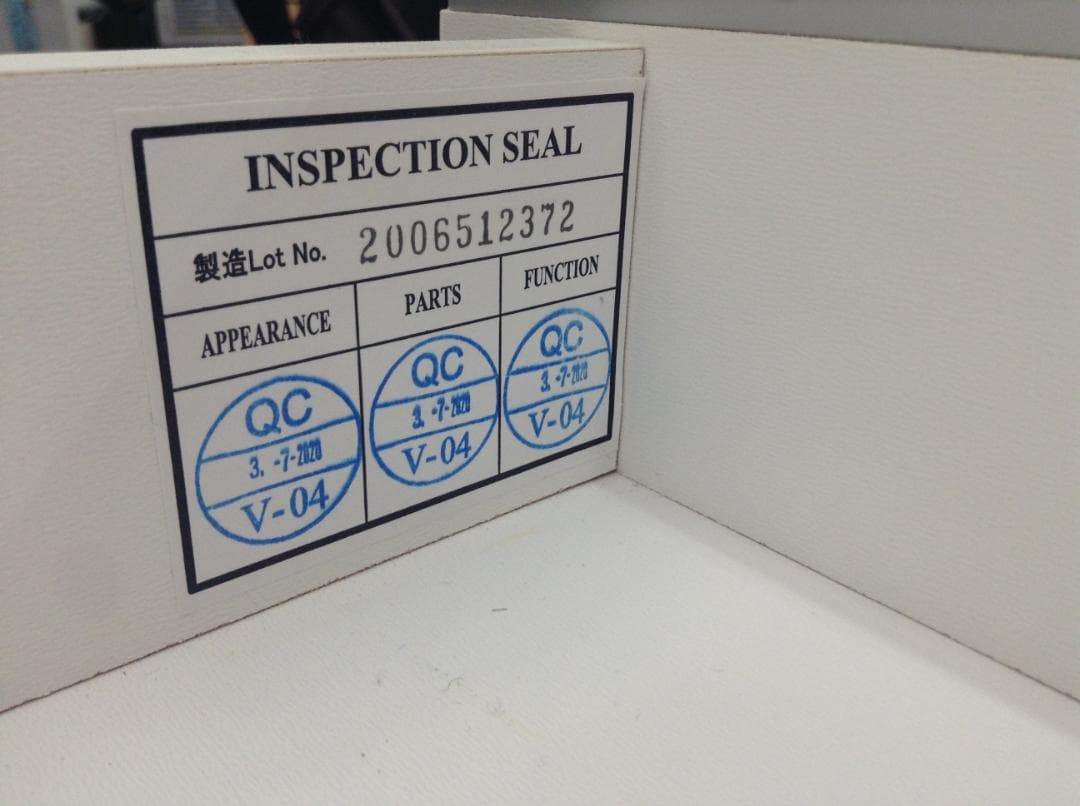 INSPECTION SEAL
製造Lot No. 2006512372
APPEARANCE PARTS FUNCTION
QC QC QC
3. -7-2020 3. -7-2020 3. -7-2020
V-04 V-04 V-04